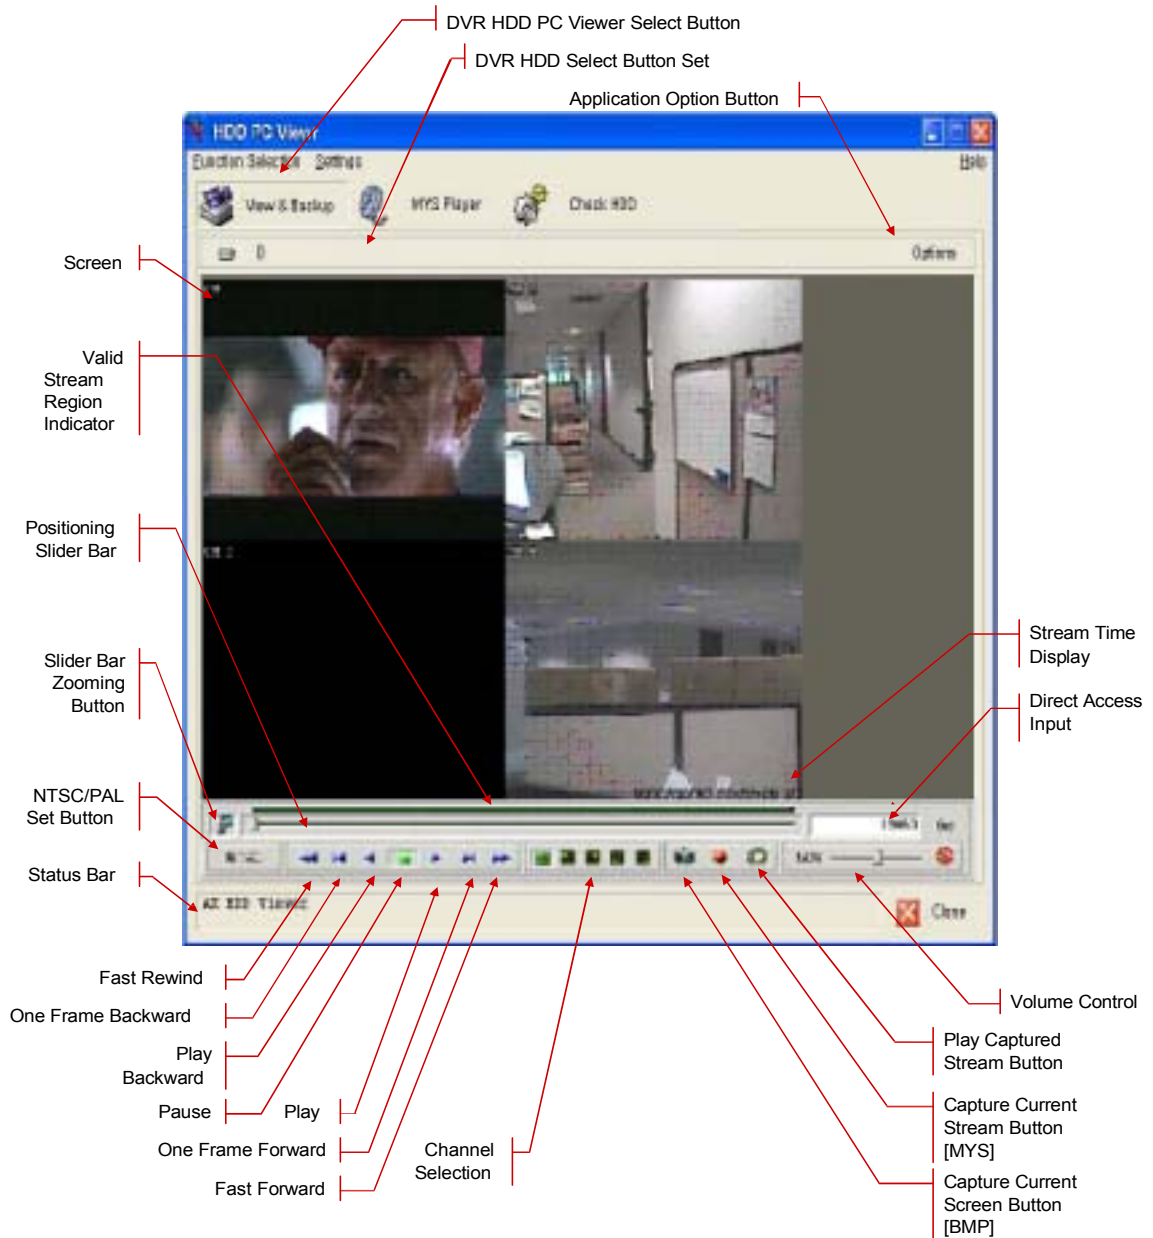 DVR HDD PC Viewer Select Button
DVR HDD Select Button Set
Application Option Button
HDD PC Viewer
Function Selection Settings
Help
View & Backup
MYS Player
Check HDD
D
Options
Screen
Valid
Stream
Region
Indicator
Positioning
Slider Bar
Slider Bar
Zooming
Button
NTSC/PAL
Set Button
Status Bar
Stream Time
Display
Direct Access
Input
AZ HDD Viewer
Close
Fast Rewind
One Frame Backward
Play
Backward
Pause
Play
One Frame Forward
Fast Forward
Channel
Selection
Volume Control
Play Captured
Stream Button
Capture Current
Stream Button
[MYS]
Capture Current
Screen Button
[BMP]